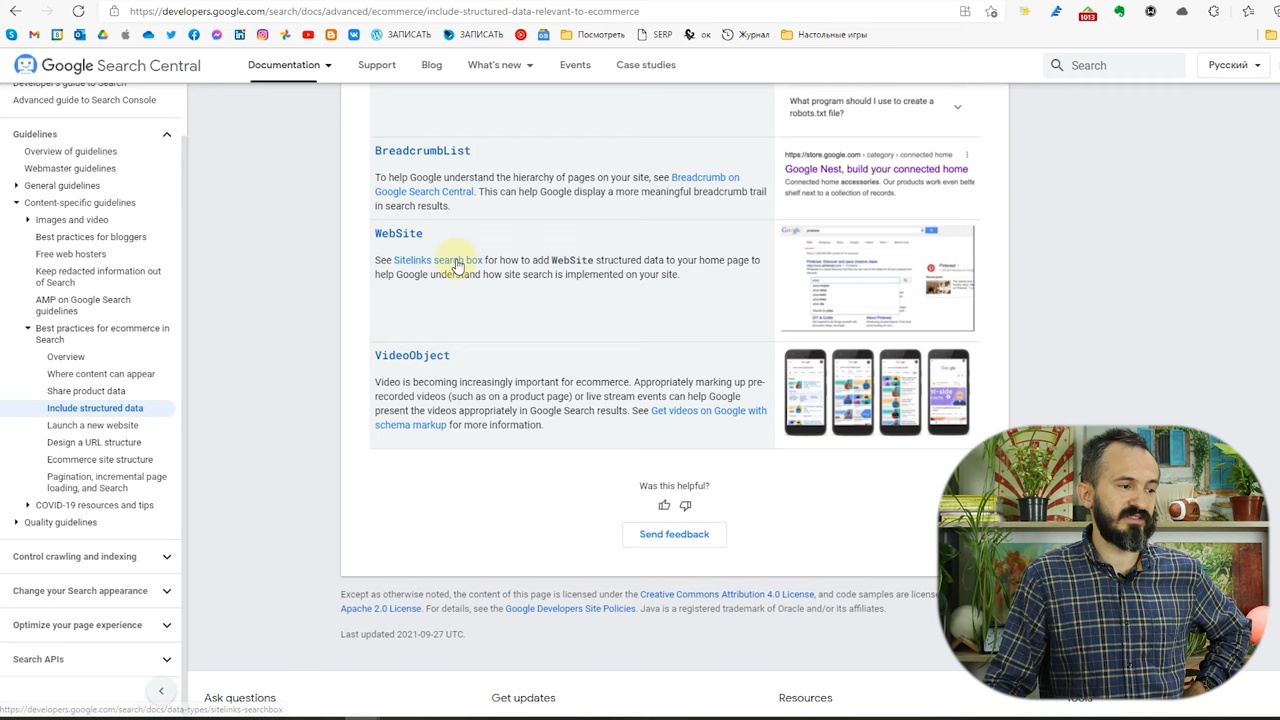 https://developers.google.com/search/docs/advanced/ecommerce/include-structured-data-relevant-to-ecommerce
1013
ЗАПИСАТЬ
ЗАПИСАТЬ
Посмотреть
SERP
ок
Журнал
Настольные игры
Google Search Central
Documentation
Support
Blog
What's new
Events
Case studies
Search
Русский
Developer's guide to Search
Advanced guide to Search Console
Guidelines
Overview of guidelines
Webmaster guidelines
General guidelines
Content-specific guidelines
Images and video
Best practices for bloggers
Free web hosters
Keep redacted information out
of Search
AMP on Google Search
guidelines
Best practices for ecommerce in
Search
Overview
Where content can appear
Share product data
Include structured data
Launch a new website
Design a URL structure
Ecommerce site structure
Pagination, incremental page
loading, and Search
COVID-19 resources and tips
Quality guidelines
Control crawling and indexing
Change your Search appearance
Optimize your page experience
Search APIs
What program should I use to create a
robots.txt file?
BreadcrumbList
To help Google understand the hierarchy of pages on your site, see Breadcrumb on
Google Search Central. This can help Google display a more meaningful breadcrumb trail
in search results.
https://store.google.com › category › connected home
Google Nest, build your connected home
Connected home accessories. Our products work even bette
shelf next to a collection of records.
WebSite
See Sitelinks search box for how to add WebSite structured data to your home page to
help Google understand how site search is implemented on your site.
VideoObject
Video is becoming increasingly important for ecommerce. Appropriately marking up pre-
recorded videos (such as on a product page) or live stream events can help Google
present the videos appropriately in Google Search results. See Get videos on Google with
schema markup for more information.
Was this helpful?
Send feedback
Except as otherwise noted, the content of this page is licensed under the Creative Commons Attribution 4.0 License, and code samples are license
Apache 2.0 License. For details, see the Google Developers Site Policies. Java is a registered trademark of Oracle and/or its affiliates.
Last updated 2021-09-27 UTC.
Ask questions
Get updates
Resources
Tools
https://developers.google.com/search/docs/data-types/sitelinks-searchbox